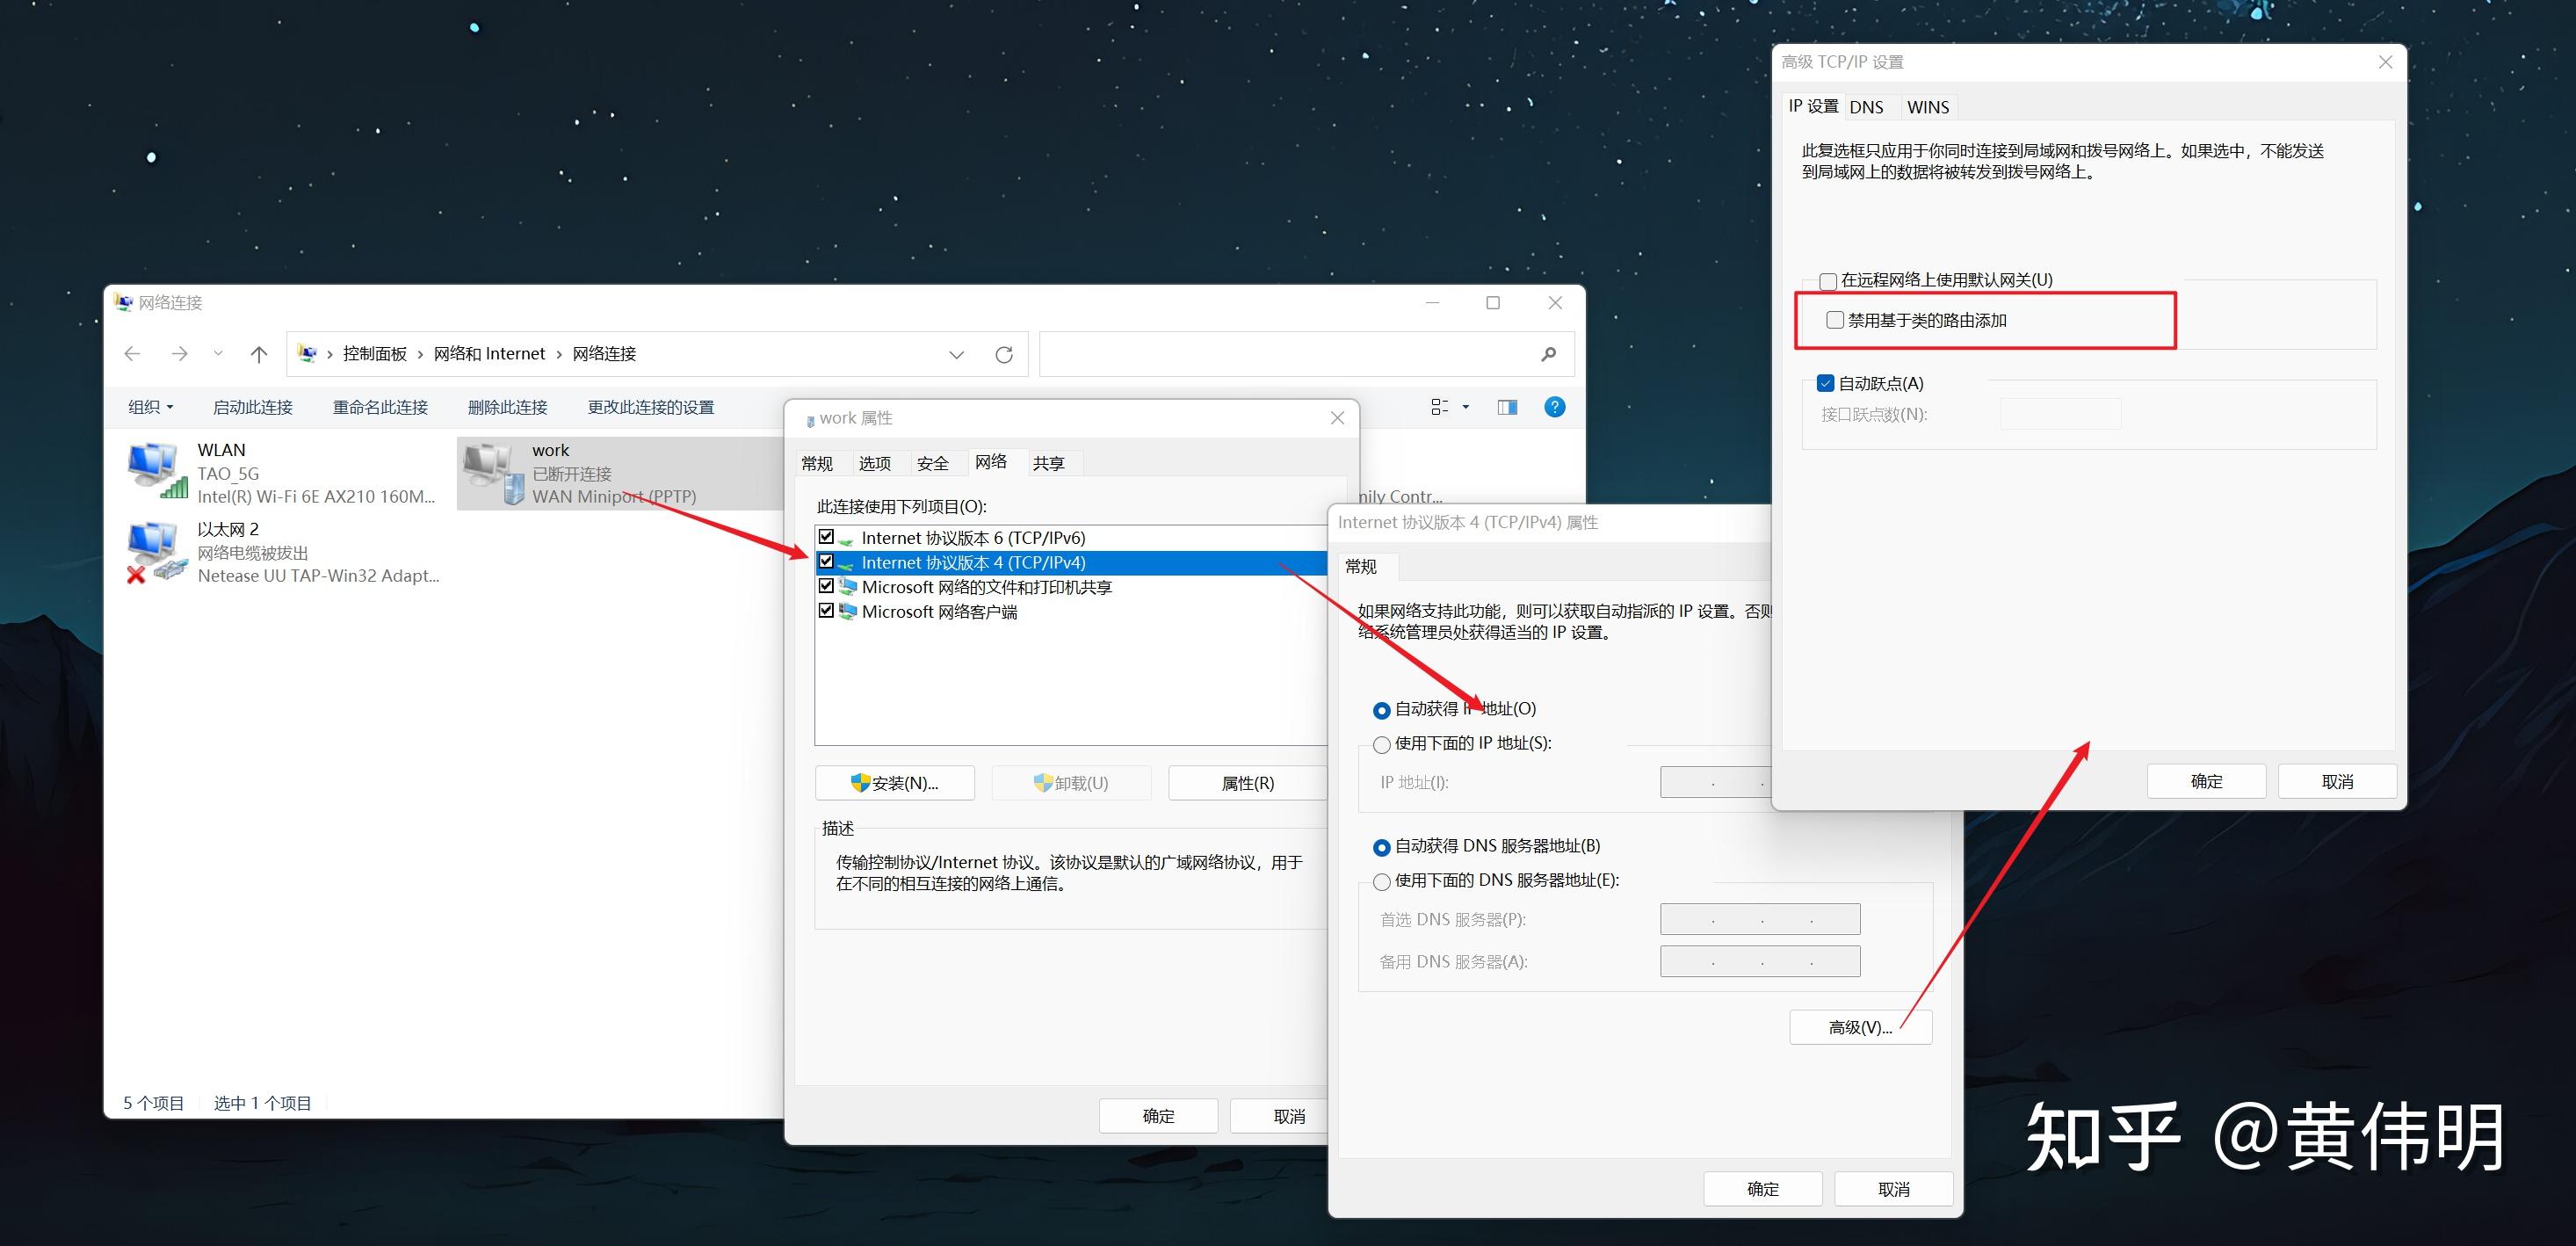 网络连接
控制面板 › 网络和 Internet › 网络连接
组织 启动此连接 重命名此连接 删除此连接 更改此连接的设置
WLAN
TAO_5G
Intel(R) Wi-Fi 6E AX210 160M...
work
已断开连接
WAN Miniport (PPTP)
以太网 2
网络电缆被拔出
Netease UU TAP-Win32 Adapt...
nily Contr...
5 个项目 选中 1 个项目
work 属性
常规 选项 安全 网络 共享
此连接使用下列项目(O):
Internet 协议版本 6 (TCP/IPv6)
Internet 协议版本 4 (TCP/IPv4)
Microsoft 网络的文件和打印机共享
Microsoft 网络客户端
安装(N)... 卸载(U) 属性(R)
描述
传输控制协议/Internet 协议。该协议是默认的广域网络协议，用于
在不同的相互连接的网络上通信。
确定 取消
Internet 协议版本 4 (TCP/IPv4) 属性
常规
如果网络支持此功能，则可以获取自动指派的 IP 设置。否则
络系统管理员处获得适当的 IP 设置。
自动获得 IP 地址(O)
使用下面的 IP 地址(S):
IP 地址(I):
自动获得 DNS 服务器地址(B)
使用下面的 DNS 服务器地址(E):
首选 DNS 服务器(P):
备用 DNS 服务器(A):
高级(V)...
确定 取消
高级 TCP/IP 设置
IP 设置 DNS WINS
此复选框只应用于你同时连接到局域网和拨号网络上。如果选中，不能发送
到局域网上的数据将被转发到拨号网络上。
在远程网络上使用默认网关(U)
禁用基于类的路由添加
自动跃点(A)
接口跃点数(N):
确定 取消
知乎 @黄伟明